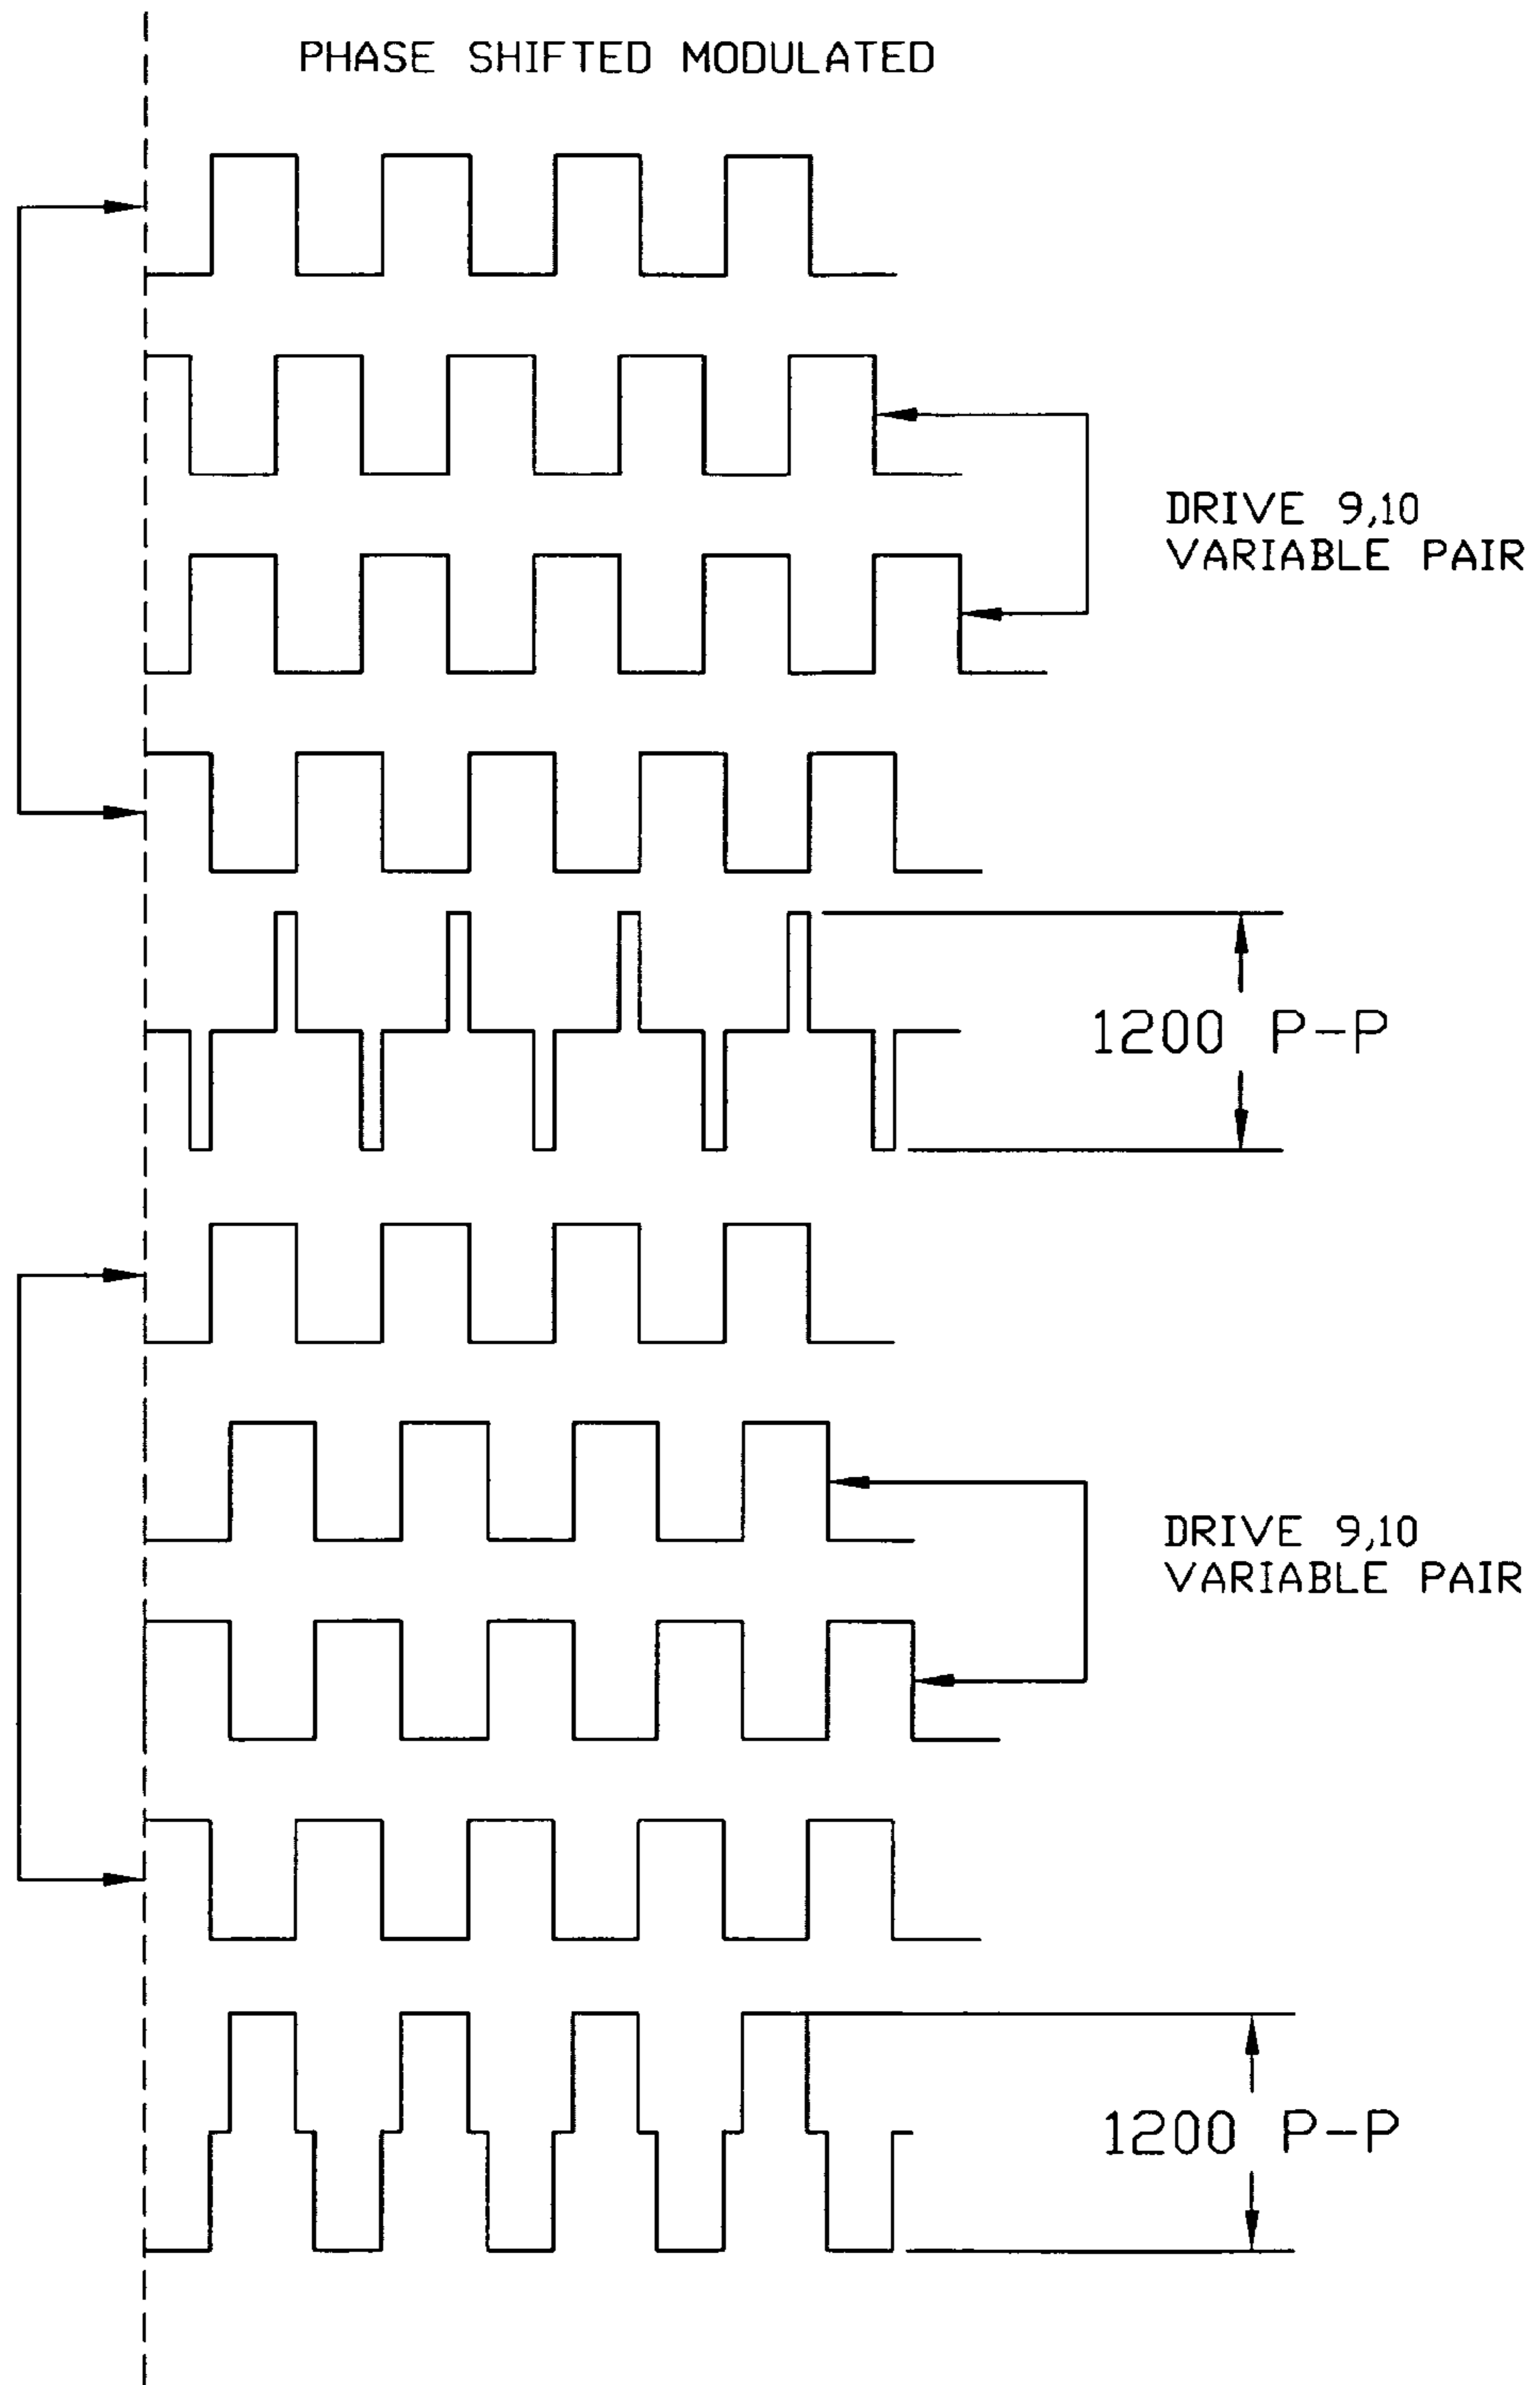 PHASE SHIFTED MODULATED
DRIVE 9,10
VARIABLE PAIR
1200 P-P
DRIVE 9,10
VARIABLE PAIR
1200 P-P